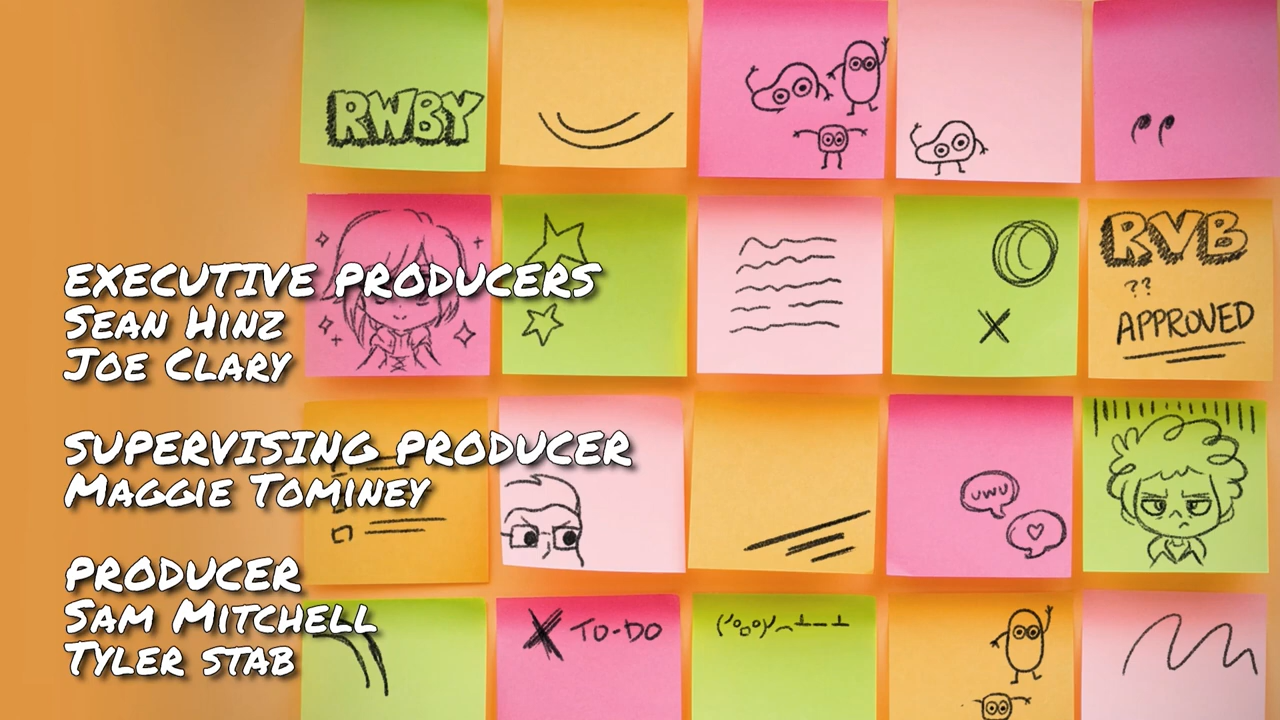 RWBY
RVB
??
APPROVED
EXECUTIVE PRODUCERS
SEAN HINZ
JOE CLARY
SUPERVISING PRODUCER
MAGGIE TOMINEY
UWU
PRODUCER
SAM MITCHELL
TYLER STAB
X TO-DO